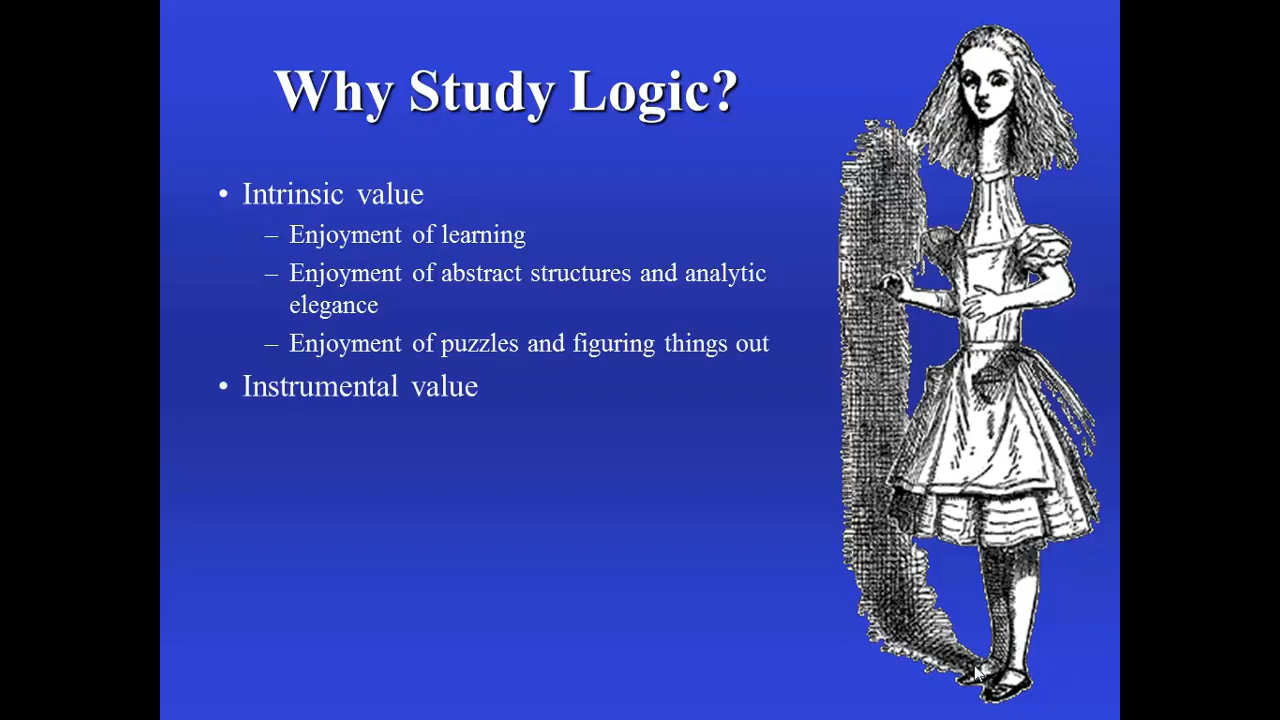 Why Study Logic?
• Intrinsic value
– Enjoyment of learning
– Enjoyment of abstract structures and analytic
elegance
– Enjoyment of puzzles and figuring things out
• Instrumental value